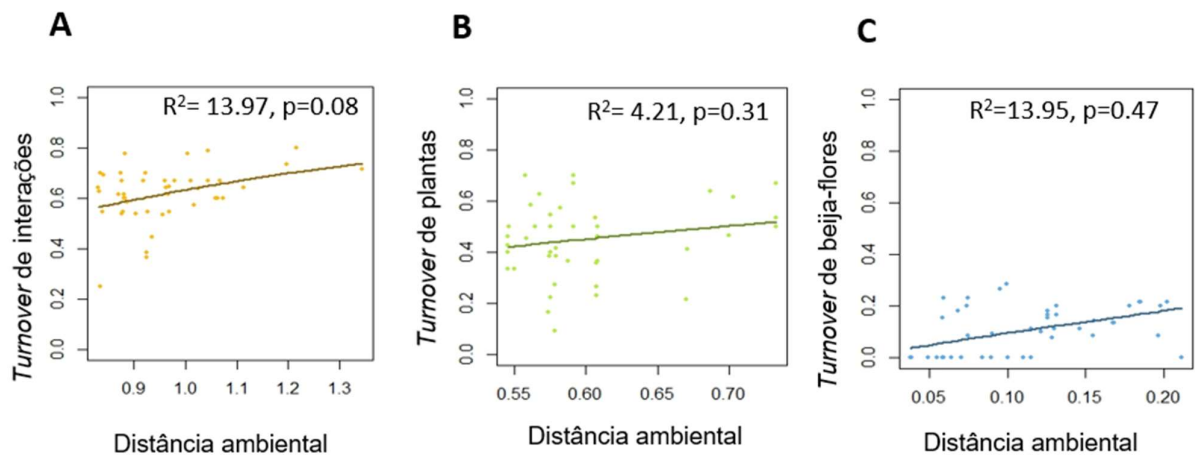 A
R²= 13.97, p=0.08
Turnover de interações
1.0
0.8
0.6
0.4
0.2
0.0
0.9 1.0 1.1 1.2 1.3
Distância ambiental
B
R²= 4.21, p=0.31
Turnover de plantas
1.0
0.8
0.6
0.4
0.2
0.0
0.55 0.60 0.65 0.70
Distância ambiental
C
R²=13.95, p=0.47
Turnover de beija-flores
1.0
0.8
0.6
0.4
0.2
0.0
0.05 0.10 0.15 0.20
Distância ambiental